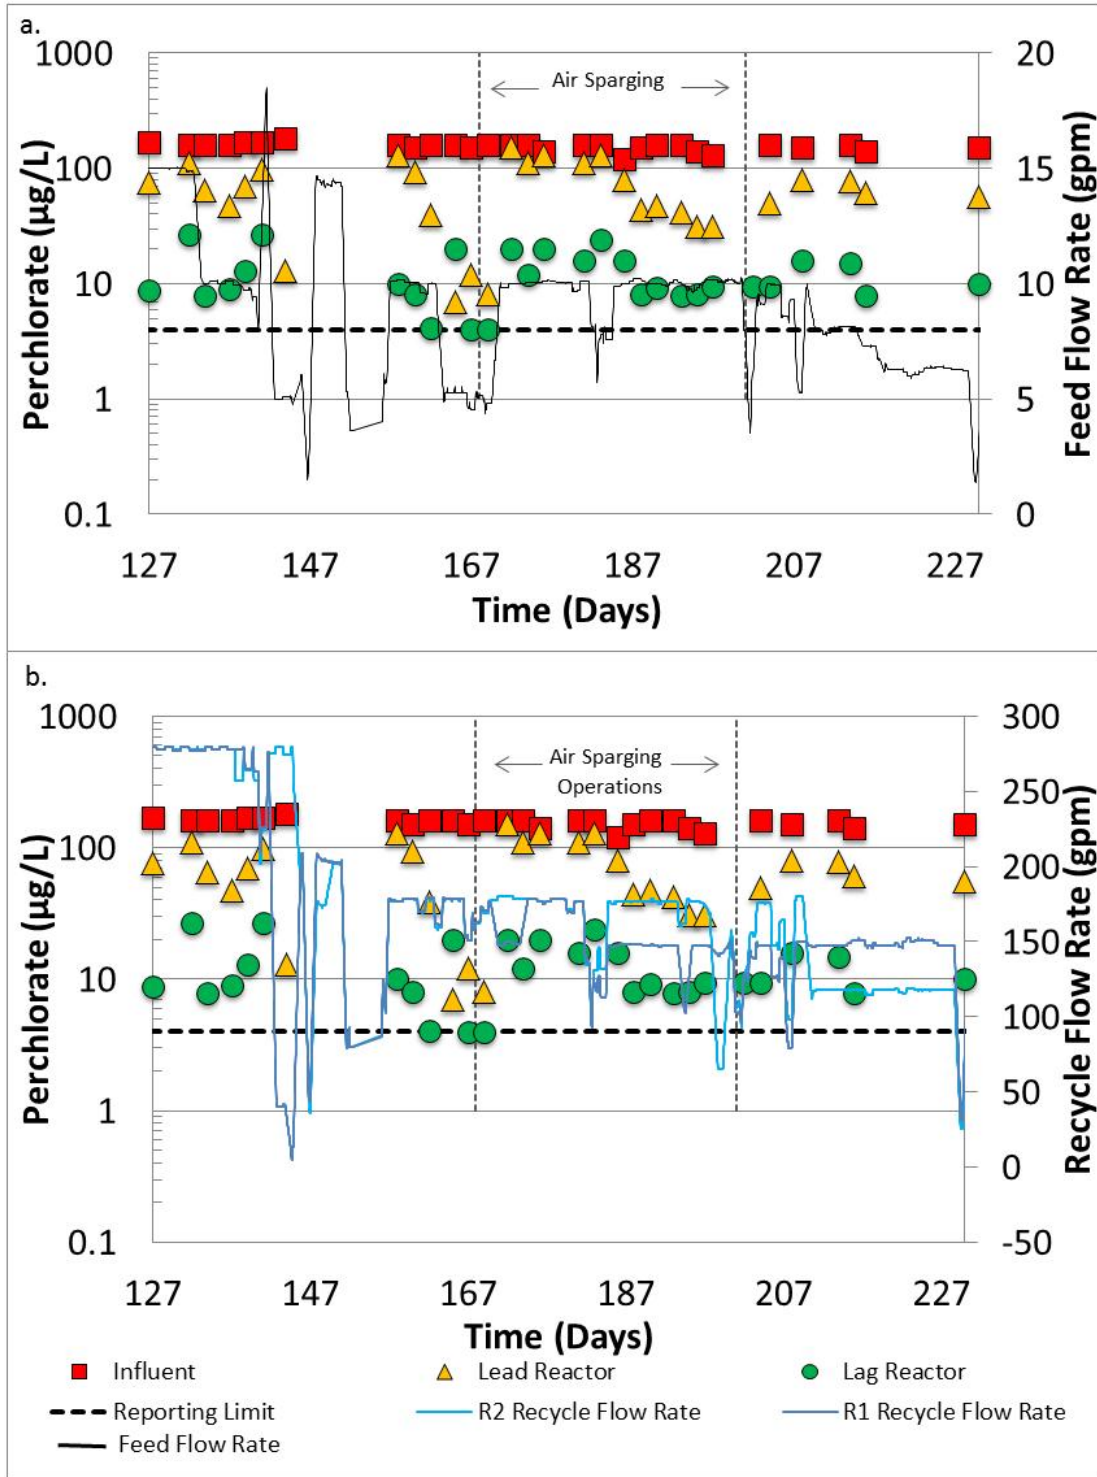 a.
1000
100
10
1
0.1
Perchlorate (µg/L)
Air Sparging
20
15
10
5
0
Feed Flow Rate (gpm)
127 147 167 187 207 227
Time (Days)
b.
1000
100
10
1
0.1
Perchlorate (µg/L)
Air Sparging
Operations
300
250
200
150
100
50
0
-50
Recycle Flow Rate (gpm)
127 147 167 187 207 227
Time (Days)
Influent Lead Reactor Lag Reactor
Reporting Limit R2 Recycle Flow Rate R1 Recycle Flow Rate
Feed Flow Rate